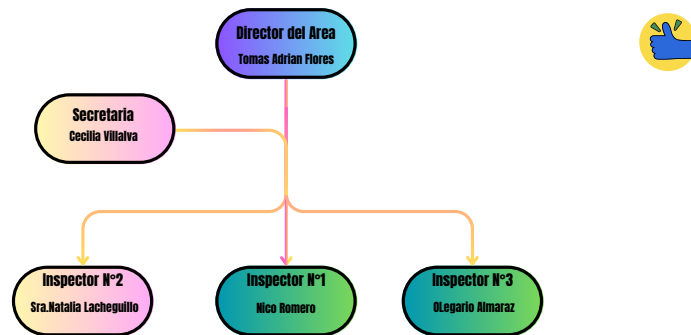 Director del Area
Tomas Adrian Flores
Secretaria
Cecilia Villalva
Inspector N°2
Sra.Natalia Lacheguillo
Inspector N°1
Nico Romero
Inspector N°3
OLegario Almaraz